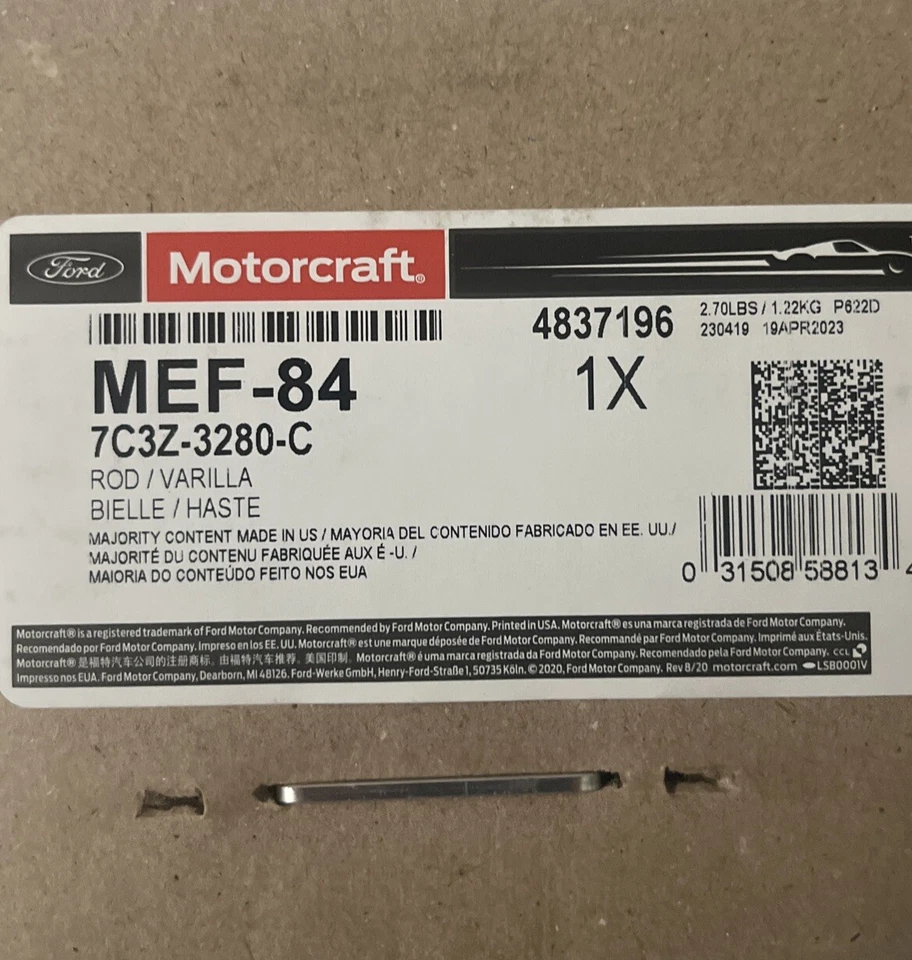 Ford
Motorcraft®
4837196
2.70LBS / 1.22KG P622D
230419 19APR2023
MEF-84
1X
7C3Z-3280-C
ROD / VARILLA
BIELLE / HASTE
MAJORITY CONTENT MADE IN US / MAYORIA DEL CONTENIDO FABRICADO EN EE. UU./
MAJORITÉ DU CONTENU FABRIQUÉE AUX É -U. /
MAIORIA DO CONTEÚDO FEITO NOS EUA
0 31508 58813 4
Motorcraft® is a registered trademark of Ford Motor Company. Recommended by Ford Motor Company. Printed in USA. Motorcraft® es una marca registrada de Ford Motor Company.
Recomendado por Ford Motor Company. Impreso en los EE. UU. Motorcraft® est une marque déposée de Ford Motor Company. Recommandé par Ford Motor Company. Imprimé aux États-Unis.
Motorcraft® 是福特汽车公司的注册商标. 由福特汽车推荐. 美国印制. Motorcraft® é uma marca registrada da Ford Motor Company. Recomendado pela Ford Motor Company. CCL
Impresso nos EUA. Ford Motor Company, Dearborn, MI 48126. Ford-Werke GmbH, Henry-Ford-Straße 1, 50735 Köln. © 2020, Ford Motor Company. Rev 8/20 motorcraft.com LSB0001V